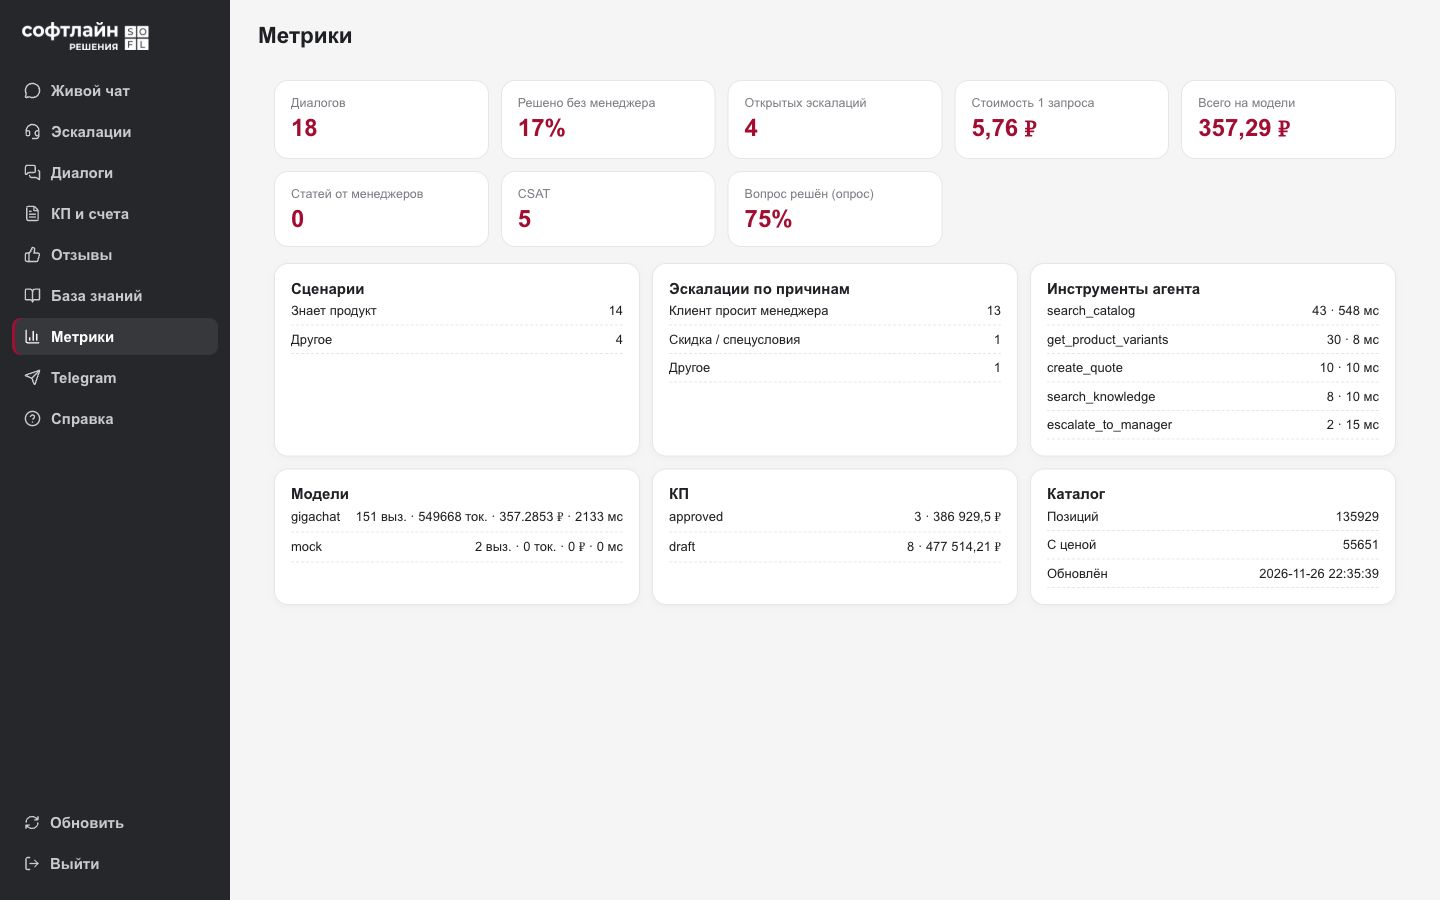 софтлайн SO
РЕШЕНИЯ FL
Живой чат
Эскалации
Диалоги
КП и счета
Отзывы
База знаний
Метрики
Telegram
Справка
Обновить
Выйти
Метрики
Диалогов
18
Решено без менеджера
17%
Открытых эскалаций
4
Стоимость 1 запроса
5,76 ₽
Всего на модели
357,29 ₽
Статей от менеджеров
0
CSAT
5
Вопрос решён (опрос)
75%
Сценарии
Знает продукт 14
Другое 4
Эскалации по причинам
Клиент просит менеджера 13
Скидка / спецусловия 1
Другое 1
Инструменты агента
search_catalog 43 · 548 мс
get_product_variants 30 · 8 мс
create_quote 10 · 10 мс
search_knowledge 8 · 10 мс
escalate_to_manager 2 · 15 мс
Модели
gigachat 151 выз. · 549668 ток. · 357.2853 ₽ · 2133 мс
mock 2 выз. · 0 ток. · 0 ₽ · 0 мс
КП
approved 3 · 386 929,5 ₽
draft 8 · 477 514,21 ₽
Каталог
Позиций 135929
С ценой 55651
Обновлён 2026-11-26 22:35:39